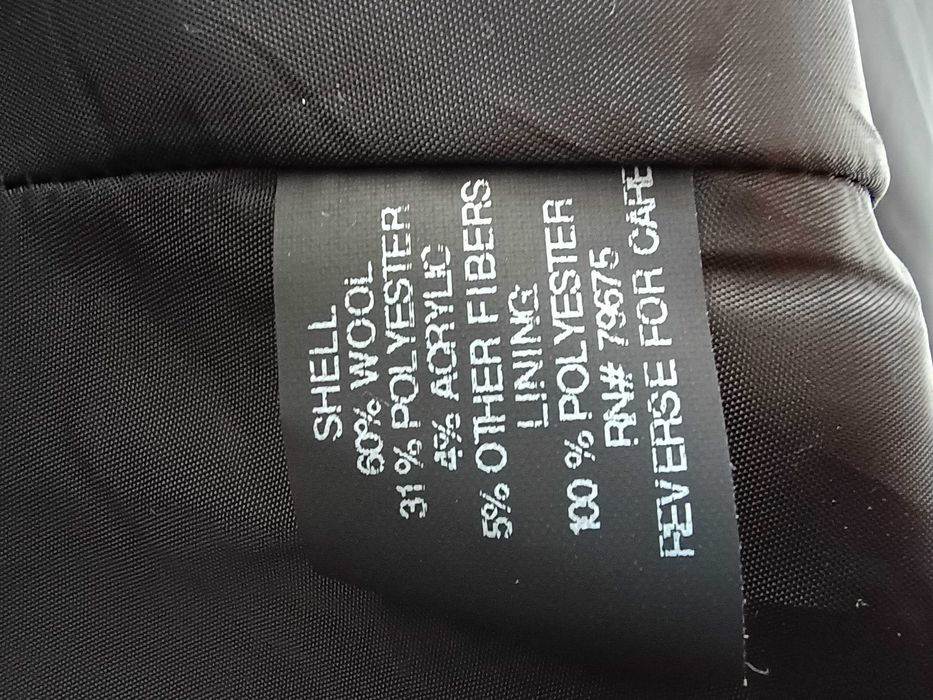 SHELL
60% WOOL
31% POLYESTER
4% ACRYLIC
5% OTHER FIBERS
LINING
100 % POLYESTER
RN# 79675
REVERSE FOR CARE